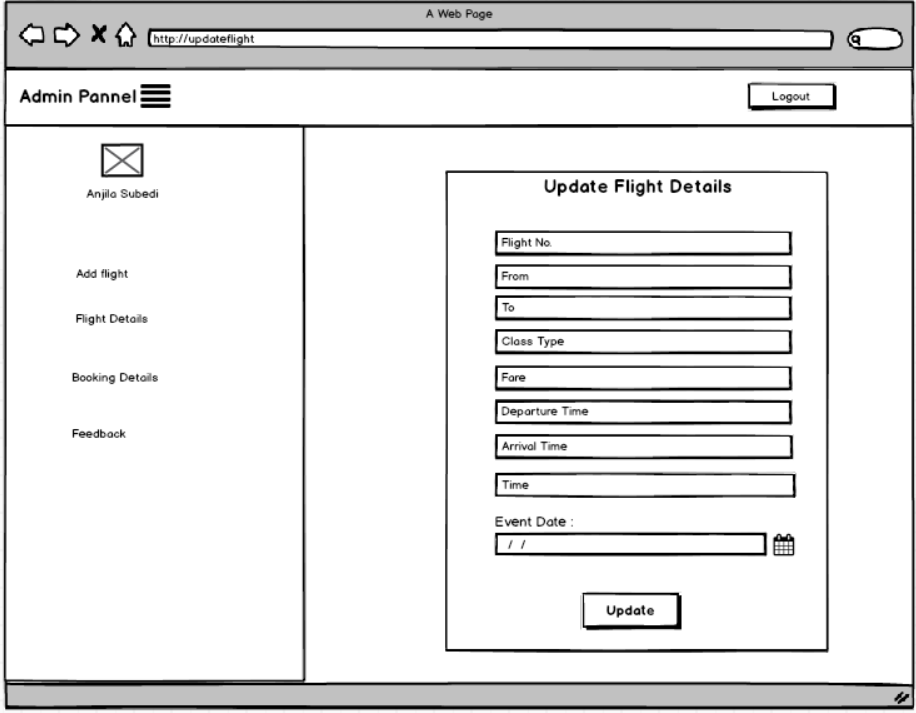 A Web Page
http://updateflight
Admin Pannel
Logout
Anjila Subedi
Add flight
Flight Details
Booking Details
Feedback
Update Flight Details
Flight No.
From
To
Class Type
Fare
Departure Time
Arrival Time
Time
Event Date :
/ /
Update